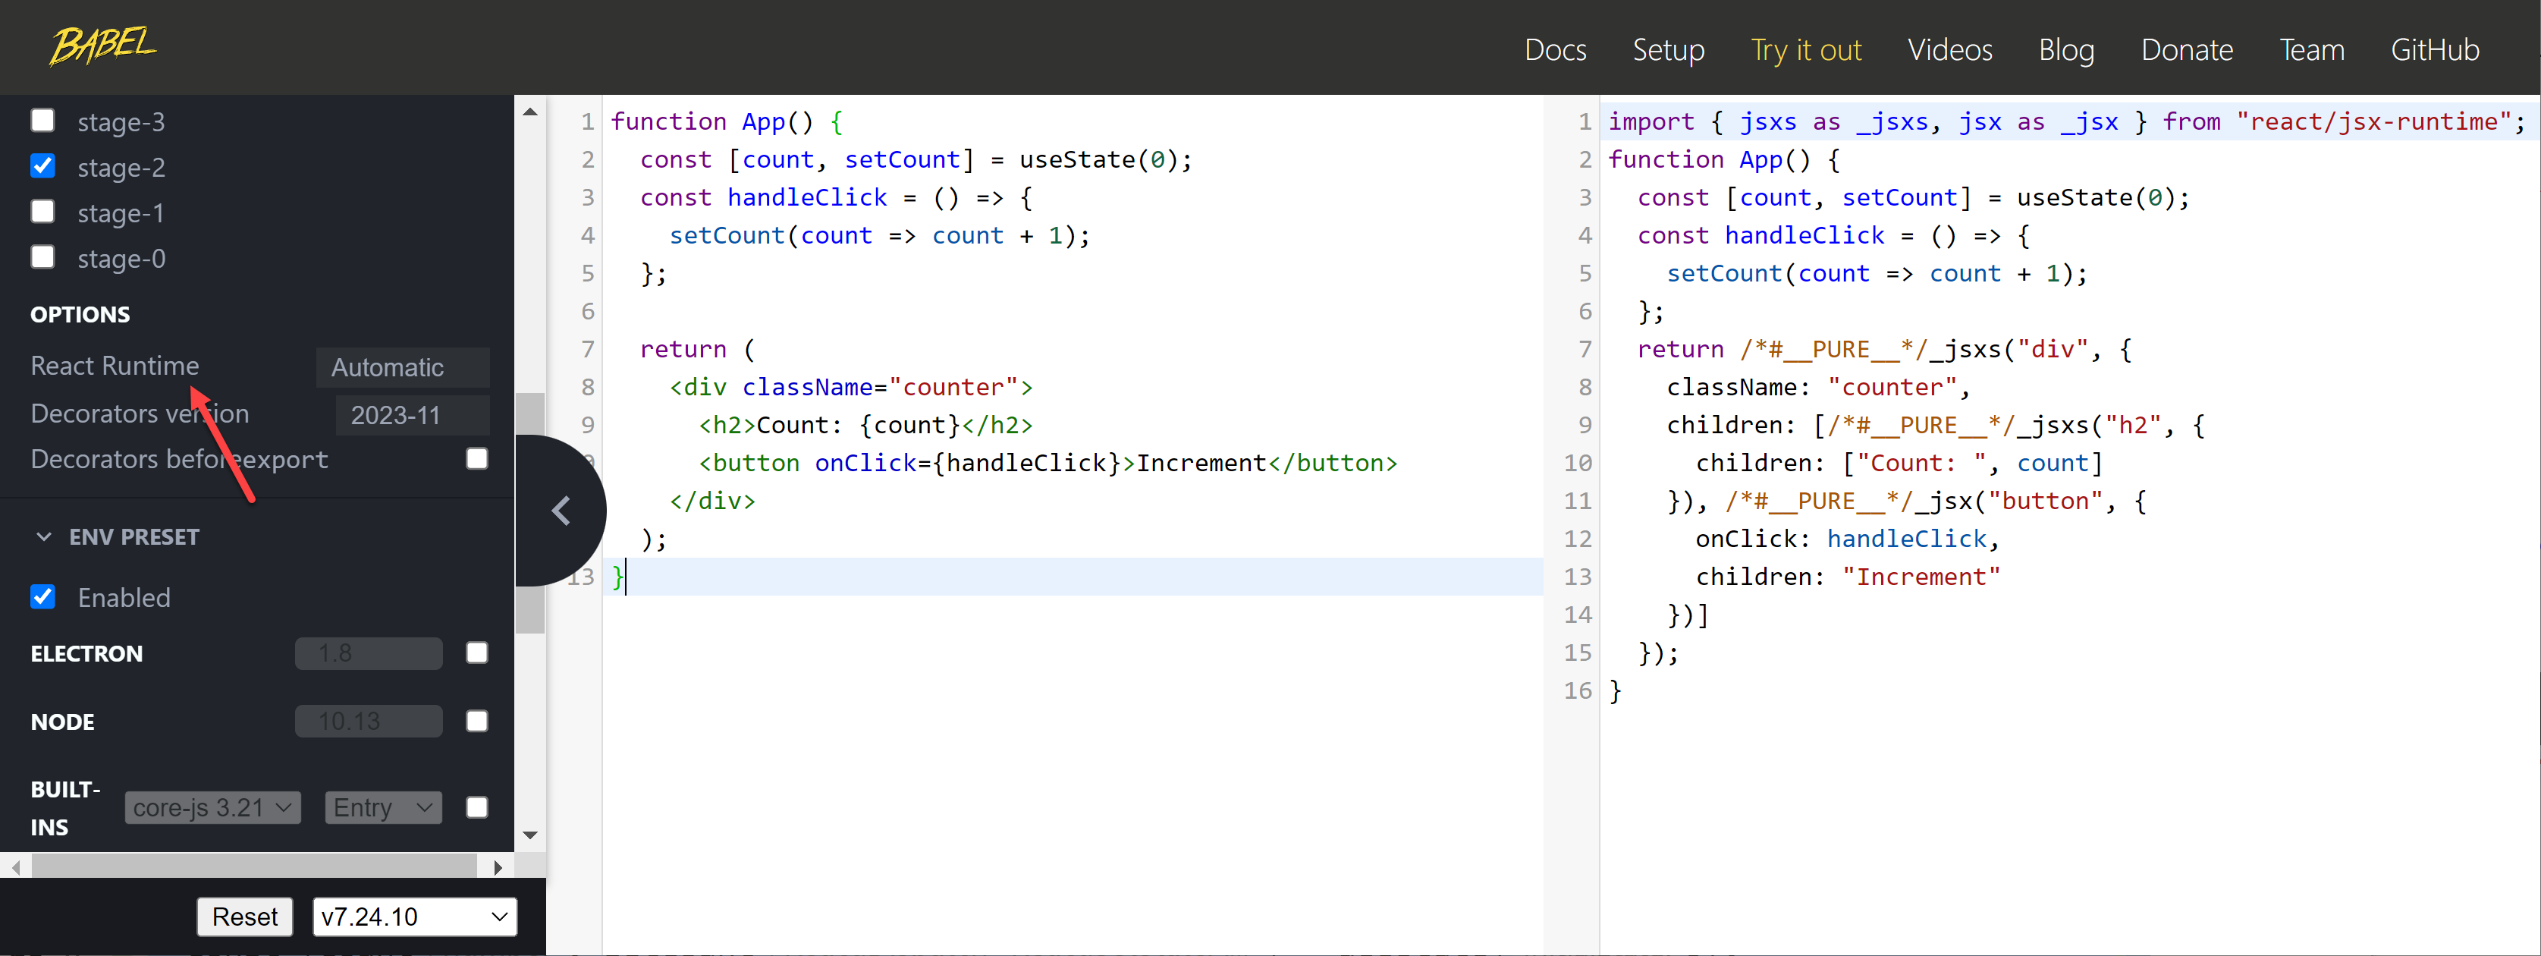 BABEL
Docs Setup Try it out Videos Blog Donate Team GitHub
stage-3
stage-2
stage-1
stage-0
OPTIONS
React Runtime Automatic
Decorators version 2023-11
Decorators before export
ENV PRESET
Enabled
ELECTRON 1.8
NODE 10.13
BUILT-
INS core-js 3.21 Entry
Reset v7.24.10
1 function App() {
2   const [count, setCount] = useState(0);
3   const handleClick = () => {
4     setCount(count => count + 1);
5   };
6
7   return (
8     <div className="counter">
9       <h2>Count: {count}</h2>
      <button onClick={handleClick}>Increment</button>
    </div>
  );
13 }
1 import { jsxs as _jsxs, jsx as _jsx } from "react/jsx-runtime";
2 function App() {
3   const [count, setCount] = useState(0);
4   const handleClick = () => {
5     setCount(count => count + 1);
6   };
7   return /*#__PURE__*/_jsxs("div", {
8     className: "counter",
9     children: [/*#__PURE__*/_jsxs("h2", {
10       children: ["Count: ", count]
11     }), /*#__PURE__*/_jsx("button", {
12       onClick: handleClick,
13       children: "Increment"
14     })]
15   });
16 }